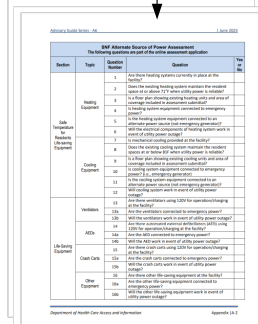 Advisory Guide Series - A6
1 June 2023
SNF Alternate Source of Power Assessment
The following questions are part of the online assessment application
Section
Topic
Question
Number
Question
Yes
or
No
Safe
Temperature
for
Residents
Life-saving
Equipment
Heating
Equipment
1
Are there heating systems currently in place at the
facility?
2
Does the existing heating system maintain the resident
space at or above 71°F when utility power is reliable?
3
Is a floor plan showing existing heating units and area of
coverage included in assessment submittal?
4
Is heating system equipment connected to emergency
power?
5
Is the heating system equipment connected to an
alternate power source (not emergency generator)?
6
Will the electrical components of heating system work in
event of utility power outage?
Cooling
Equipment
7
Is mechanical cooling provided at the facility?
8
Does the existing cooling system maintain the resident
spaces at or below 81F when utility power is reliable?
9
Is a floor plan showing existing cooling units and area of
coverage included in assessment submittal?
10
Is cooling system equipment connected to emergency
power? (i.e., emergency generator)
11
Is the cooling system equipment connected to an
alternate power source (not emergency generator)?
12
Will cooling system work in event of utility power
outage?
Life-Saving
Equipment
Ventilators
13
Are there ventilators using 120V for operation/charging
at the facility?
13a
Are the ventilators connected to emergency power?
13b
Will the ventilators work in event of utility power outage?
AEDs
14
Are there automated external defibrillators (AED) using
120V for operation/charging at the facility?
14a
Are the AED connected to emergency power?
14b
Will the AED work in event of utility power outage?
Crash Carts
15
Are there crash carts using 120V for operation/charging
at the facility?
15a
Are the crash carts connected to emergency power?
15b
Will the crash carts work in event of utility power
outage?
Other
Equipment
16
Are there other life-saving equipment at the facility?
16a
Are the other life-saving equipment connected to
emergency power?
16b
Will the other life-saving equipment work in event of
utility power outage?
Department of Health Care Access and Information
Appendix 1A-2